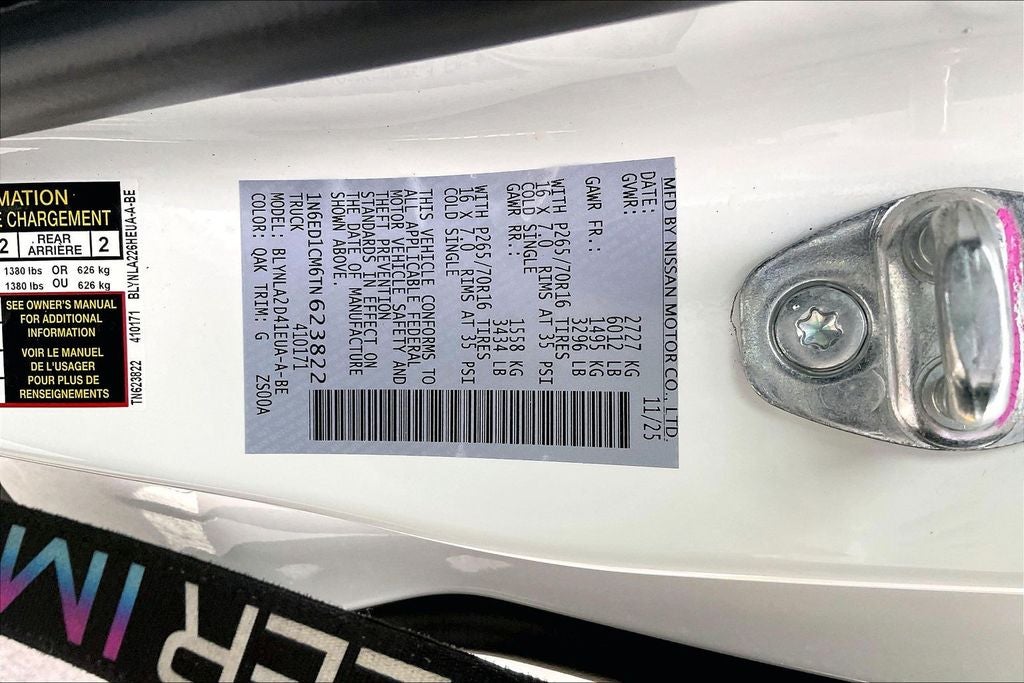 MFD BY NISSAN MOTOR CO., LTD.
DATE: 11/25
GVWR: 2727 KG
6012 LB
GAWR FR.: 1495 KG
3296 LB
WITH P265/70R16 TIRES
16 X 7.0 RIMS AT 35 PSI
COLD SINGLE
GAWR RR.: 1558 KG
3434 LB
WITH P265/70R16 TIRES
16 X 7.0 RIMS AT 35 PSI
COLD SINGLE
THIS VEHICLE CONFORMS TO
ALL APPLICABLE FEDERAL
MOTOR VEHICLE SAFETY AND
THEFT PREVENTION
STANDARDS IN EFFECT ON
THE DATE OF MANUFACTURE
SHOWN ABOVE.
1N6ED1CN6TN623822
TRUCK 410171
MODEL: BLYNLA2D41EUA-A-BE
COLOR: QAK TRIM: G ZS00A
MATION
E CHARGEMENT
2 REAR ARRIÈRE 2
1380 lbs OR 626 kg
1380 lbs OU 626 kg
SEE OWNER'S MANUAL
FOR ADDITIONAL
INFORMATION
VOIR LE MANUEL
DE L'USAGER
POUR PLUS DE
RENSEIGNEMENTS
TN623822 410171 BLYNLA226HEUA-A-BE
ERIM